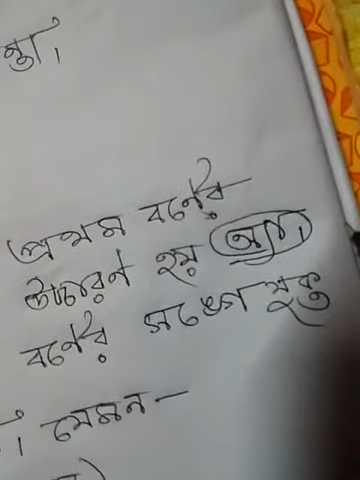 প্রথম বর্ণের
উচ্চারণ হয়
বর্ণের সঙ্গে যুক্ত
। যেমন –